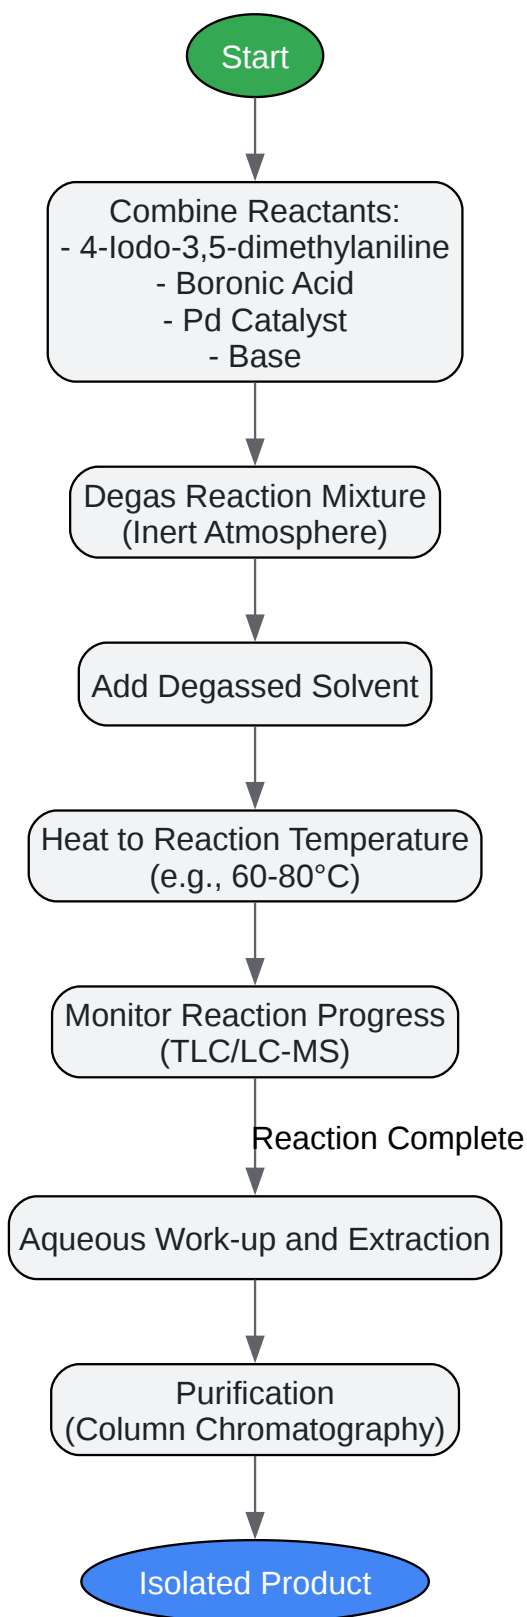 Start
Combine Reactants:
- 4-Iodo-3,5-dimethylaniline
- Boronic Acid
- Pd Catalyst
- Base
Degas Reaction Mixture
(Inert Atmosphere)
Add Degassed Solvent
Heat to Reaction Temperature
(e.g., 60-80°C)
Monitor Reaction Progress
(TLC/LC-MS)
Reaction Complete
Aqueous Work-up and Extraction
Purification
(Column Chromatography)
Isolated Product